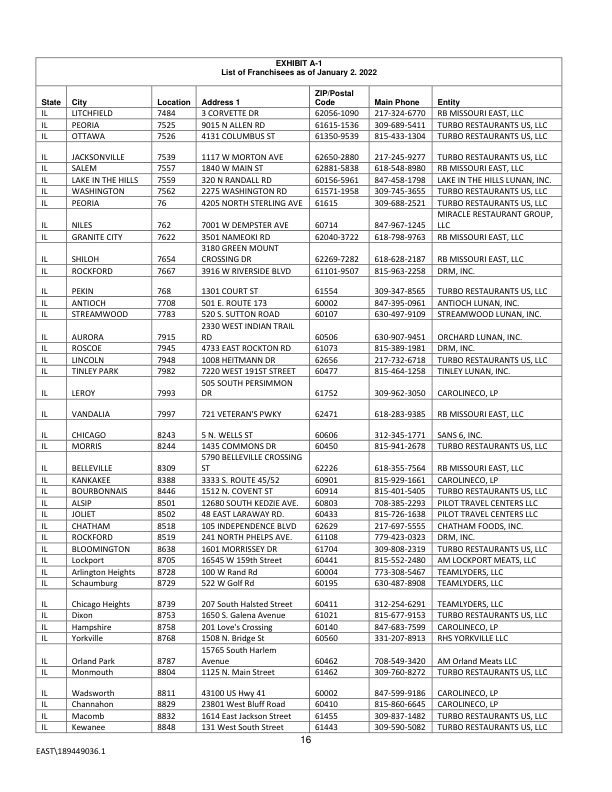 EXHIBIT A-1
List of Franchisees as of January 2. 2022
State City Location Address 1 ZIP/Postal Code Main Phone Entity
IL LITCHFIELD 7484 3 CORVETTE DR 62056-1090 217-324-6770 RB MISSOURI EAST, LLC
IL PEORIA 7525 9015 N ALLEN RD 61615-1536 309-689-5411 TURBO RESTAURANTS US, LLC
IL OTTAWA 7526 4131 COLUMBUS ST 61350-9539 815-433-1304 TURBO RESTAURANTS US, LLC
IL JACKSONVILLE 7539 1117 W MORTON AVE 62650-2880 217-245-9277 TURBO RESTAURANTS US, LLC
IL SALEM 7557 1840 W MAIN ST 62881-5838 618-548-8980 RB MISSOURI EAST, LLC
IL LAKE IN THE HILLS 7559 320 N RANDALL RD 60156-5961 847-458-1798 LAKE IN THE HILLS LUNAN, INC.
IL WASHINGTON 7562 2275 WASHINGTON RD 61571-1958 309-745-3655 TURBO RESTAURANTS US, LLC
IL PEORIA 76 4205 NORTH STERLING AVE 61615 309-688-2521 TURBO RESTAURANTS US, LLC
IL NILES 762 7001 W DEMPSTER AVE 60714 847-967-1245 MIRACLE RESTAURANT GROUP, LLC
IL GRANITE CITY 7622 3501 NAMEOKI RD 62040-3722 618-798-9763 RB MISSOURI EAST, LLC
IL SHILOH 7654 3180 GREEN MOUNT CROSSING DR 62269-7282 618-628-2187 RB MISSOURI EAST, LLC
IL ROCKFORD 7667 3916 W RIVERSIDE BLVD 61101-9507 815-963-2258 DRM, INC.
IL PEKIN 768 1301 COURT ST 61554 309-347-8565 TURBO RESTAURANTS US, LLC
IL ANTIOCH 7708 501 E. ROUTE 173 60002 847-395-0961 ANTIOCH LUNAN, INC.
IL STREAMWOOD 7783 520 S. SUTTON ROAD 60107 630-497-9109 STREAMWOOD LUNAN, INC.
IL AURORA 7915 2330 WEST INDIAN TRAIL RD 60506 630-907-9451 ORCHARD LUNAN, INC.
IL ROSCOE 7945 4733 EAST ROCKTON RD 61073 815-389-1981 DRM, INC.
IL LINCOLN 7948 1008 HEITMANN DR 62656 217-732-6718 TURBO RESTAURANTS US, LLC
IL TINLEY PARK 7982 7220 WEST 191ST STREET 60477 815-464-1258 TINLEY LUNAN, INC.
IL LEROY 7993 505 SOUTH PERSIMMON DR 61752 309-962-3050 CAROLINECO, LP
IL VANDALIA 7997 721 VETERAN'S PWKY 62471 618-283-9385 RB MISSOURI EAST, LLC
IL CHICAGO 8243 5 N. WELLS ST 60606 312-345-1771 SANS 6, INC.
IL MORRIS 8244 1435 COMMONS DR 60450 815-941-2678 TURBO RESTAURANTS US, LLC
IL BELLEVILLE 8309 5790 BELLEVILLE CROSSING ST 62226 618-355-7564 RB MISSOURI EAST, LLC
IL KANKAKEE 8388 3333 S. ROUTE 45/52 60901 815-929-1661 CAROLINECO, LP
IL BOURBONNAIS 8446 1512 N. COVENT ST 60914 815-401-5405 TURBO RESTAURANTS US, LLC
IL ALSIP 8501 12680 SOUTH KEDZIE AVE. 60803 708-385-2293 PILOT TRAVEL CENTERS LLC
IL JOLIET 8502 48 EAST LARAWAY RD. 60433 815-726-1638 PILOT TRAVEL CENTERS LLC
IL CHATHAM 8518 105 INDEPENDENCE BLVD 62629 217-697-5555 CHATHAM FOODS, INC.
IL ROCKFORD 8519 241 NORTH PHELPS AVE. 61108 779-423-0323 DRM, INC.
IL BLOOMINGTON 8638 1601 MORRISSEY DR 61704 309-808-2319 TURBO RESTAURANTS US, LLC
IL Lockport 8705 16545 W 159th Street 60441 815-552-2480 AM LOCKPORT MEATS, LLC
IL Arlington Heights 8728 100 W Rand Rd 60004 773-308-5467 TEAMLYDERS, LLC
IL Schaumburg 8729 522 W Golf Rd 60195 630-487-8908 TEAMLYDERS, LLC
IL Chicago Heights 8739 207 South Halsted Street 60411 312-254-6291 TEAMLYDERS, LLC
IL Dixon 8753 1650 S. Galena Avenue 61021 815-677-9153 TURBO RESTAURANTS US, LLC
IL Hampshire 8758 201 Love's Crossing 60140 847-683-7599 CAROLINECO, LP
IL Yorkville 8768 1508 N. Bridge St 60560 331-207-8913 RHS YORKVILLE LLC
IL Orland Park 8787 15765 South Harlem Avenue 60462 708-549-3420 AM Orland Meats LLC
IL Monmouth 8804 1125 N. Main Street 61462 309-760-8272 TURBO RESTAURANTS US, LLC
IL Wadsworth 8811 43100 US Hwy 41 60002 847-599-9186 CAROLINECO, LP
IL Channahon 8829 23801 West Bluff Road 60410 815-860-6645 CAROLINECO, LP
IL Macomb 8832 1614 East Jackson Street 61455 309-837-1482 TURBO RESTAURANTS US, LLC
IL Kewanee 8848 131 West South Street 61443 309-590-5082 TURBO RESTAURANTS US, LLC
16
EAST\189449036.1